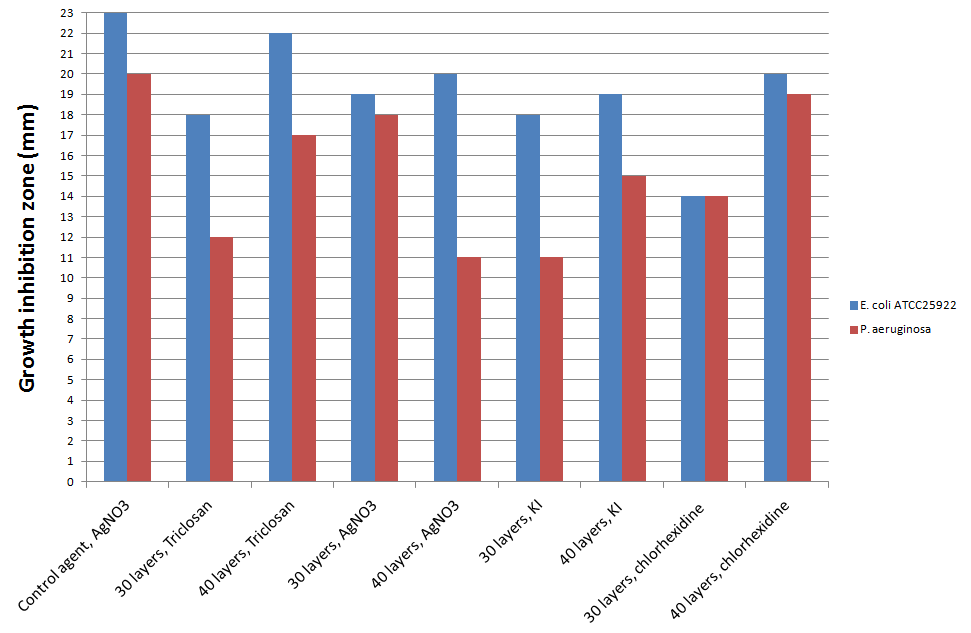 Growth inhibition zone (mm)
23
22
21
20
19
18
17
16
15
14
13
12
11
10
9
8
7
6
5
4
3
2
1
0
Control agent, AgNO3
30 layers, Triclosan
40 layers, Triclosan
30 layers, AgNO3
40 layers, AgNO3
30 layers, KI
40 layers, KI
30 layers, chlorhexidine
40 layers, chlorhexidine
E. coli ATCC25922
P. aeruginosa